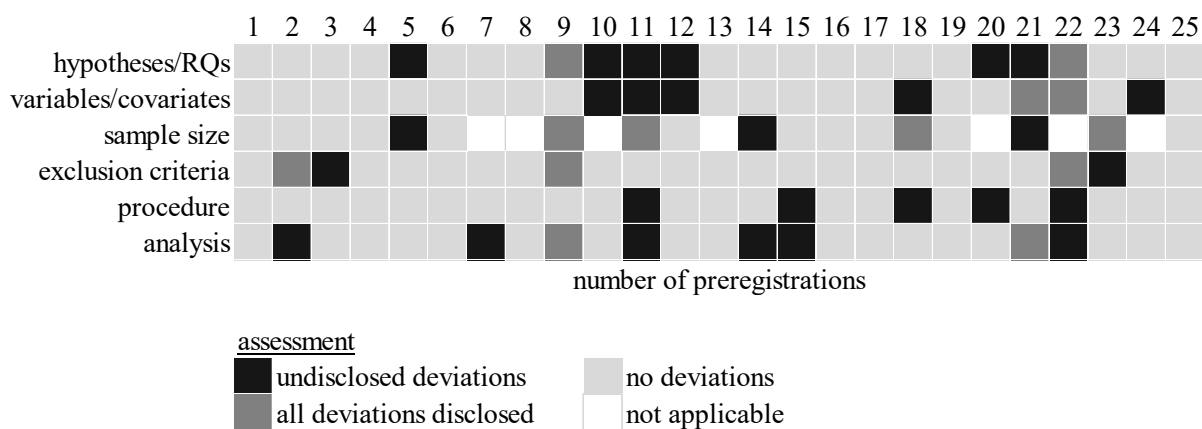 1 2 3 4 5 6 7 8 9 10 11 12 13 14 15 16 17 18 19 20 21 22 23 24 25
hypotheses/RQs
variables/covariates
sample size
exclusion criteria
procedure
analysis
number of preregistrations
assessment
undisclosed deviations no deviations
all deviations disclosed not applicable